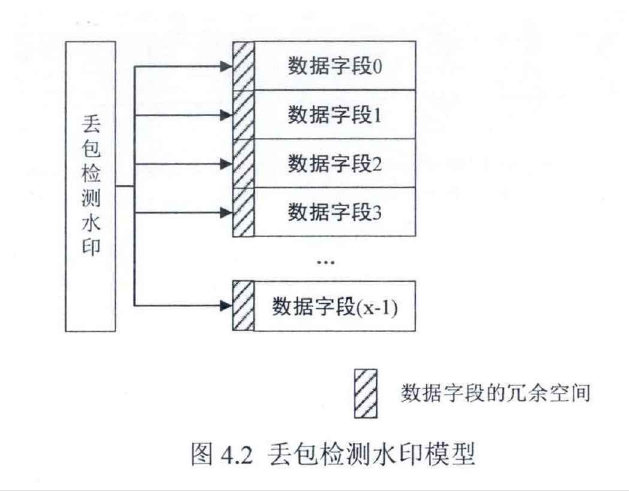 丢包检测水印
数据字段0
数据字段1
数据字段2
数据字段3
...
数据字段(x-1)
数据字段的冗余空间
图 4.2 丢包检测水印模型